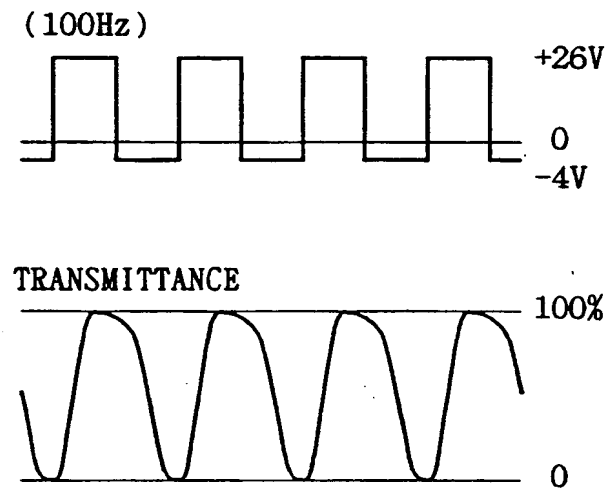 (100Hz)
+26V
0
-4V
TRANSMITTANCE
100%
0